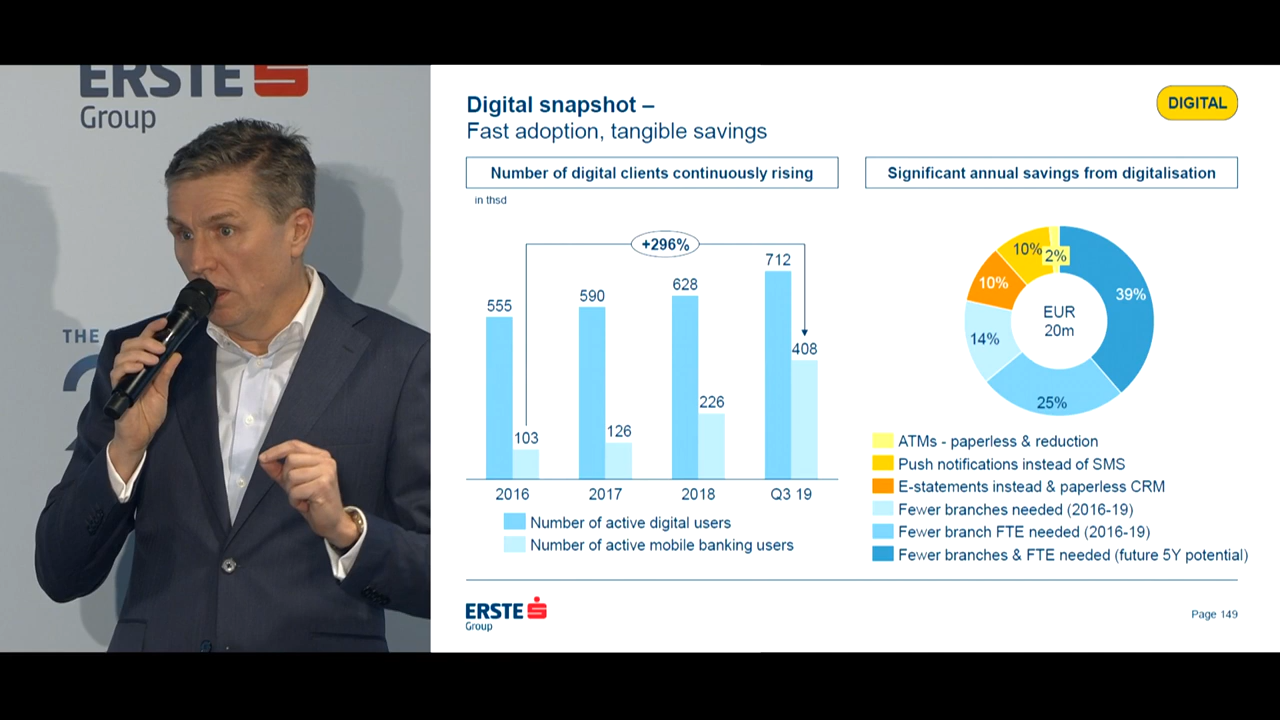 ERSTE
Group
THE
Digital snapshot –
Fast adoption, tangible savings
DIGITAL
Number of digital clients continuously rising
in thsd
+296%
555
103
590
126
628
226
712
408
2016
2017
2018
Q3 19
Number of active digital users
Number of active mobile banking users
Significant annual savings from digitalisation
10%
2%
10%
39%
14%
25%
EUR
20m
ATMs - paperless & reduction
Push notifications instead of SMS
E-statements instead & paperless CRM
Fewer branches needed (2016-19)
Fewer branch FTE needed (2016-19)
Fewer branches & FTE needed (future 5Y potential)
ERSTE
Group
Page 149